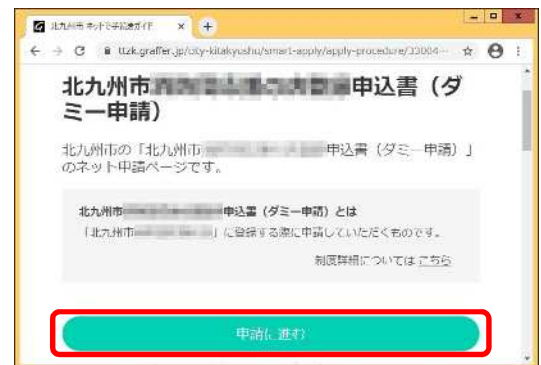 北九州市 ネットで手続きガイド
ttzk.graffer.jp/city-kitakyushu/smart-apply/apply-procedure/33004…
北九州市 申込書（ダ
ミー申請）
北九州市の「北九州市 申込書（ダミー申請）」
のネット申請ページです。
北九州市 申込書（ダミー申請）とは
「北九州市 」に登録する際に申請していただくものです。
制度詳細については こちら
申請に進む